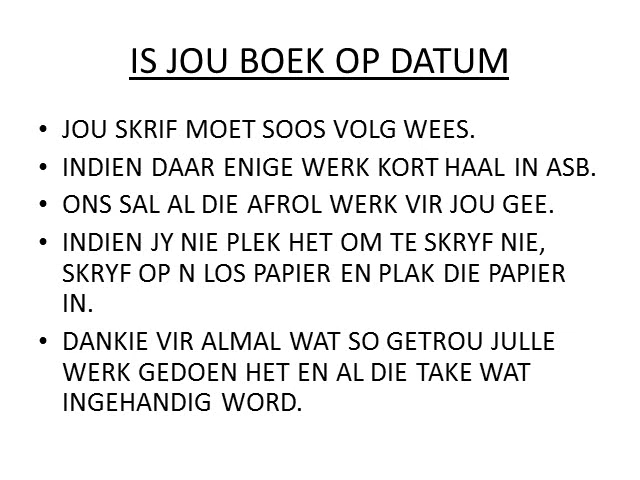 IS JOU BOEK OP DATUM
• JOU SKRIF MOET SOOS VOLG WEES.
• INDIEN DAAR ENIGE WERK KORT HAAL IN ASB.
• ONS SAL AL DIE AFROL WERK VIR JOU GEE.
• INDIEN JY NIE PLEK HET OM TE SKRYF NIE,
SKRYF OP N LOS PAPIER EN PLAK DIE PAPIER
IN.
• DANKIE VIR ALMAL WAT SO GETROU JULLE
WERK GEDOEN HET EN AL DIE TAKE WAT
INGEHANDIG WORD.